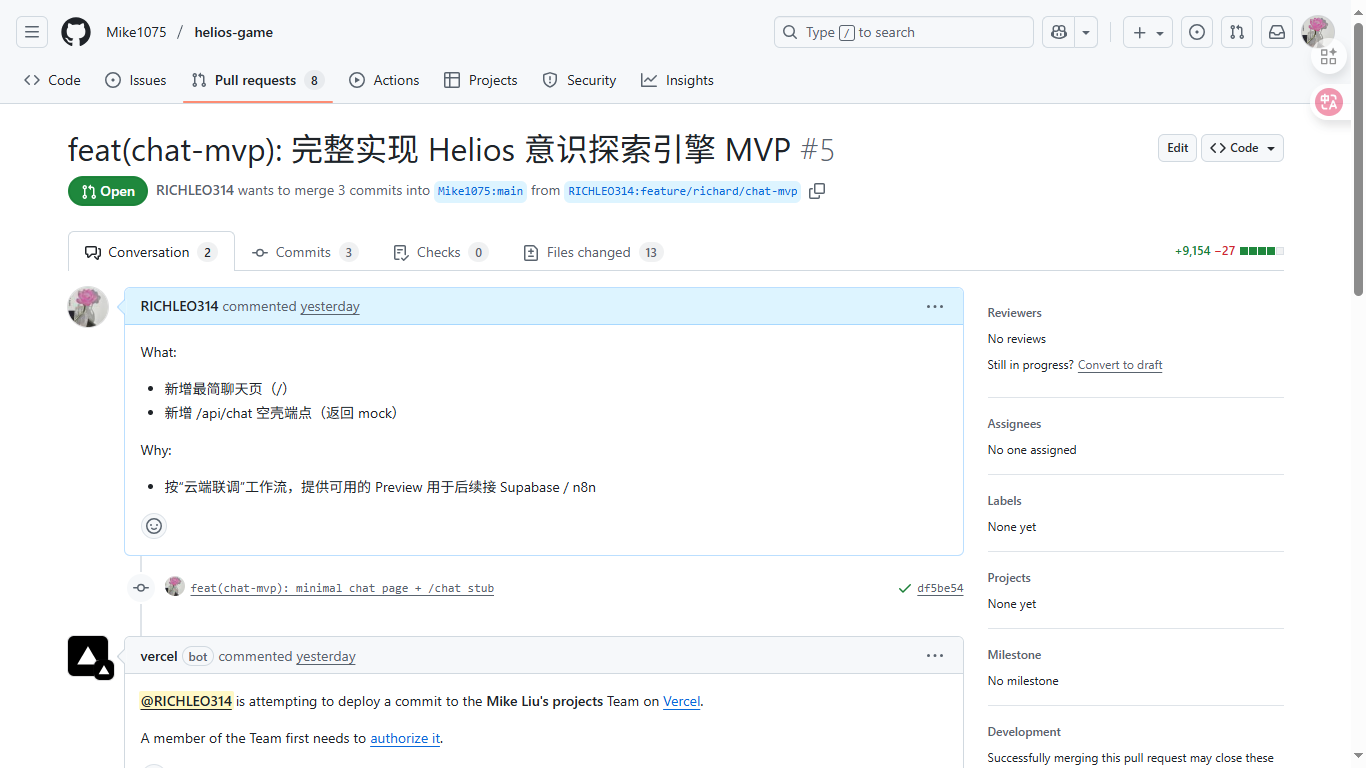 Mike1075 / helios-game
Type / to search
Code
Issues
Pull requests 8
Actions
Projects
Security
Insights
feat(chat-mvp): 完整实现 Helios 意识探索引擎 MVP #5
Edit
Code
Open
RICHLEO314 wants to merge 3 commits into Mike1075:main from RICHLEO314:feature/richard/chat-mvp
Conversation 2
Commits 3
Checks 0
Files changed 13
+9,154 −27
RICHLEO314 commented yesterday
What:
新增最简聊天页（/）
新增 /api/chat 空壳端点（返回 mock）
Why:
按“云端联调”工作流，提供可用的 Preview 用于后续接 Supabase / n8n
feat(chat-mvp): minimal chat page + /chat stub
df5be54
vercel bot commented yesterday
@RICHLEO314 is attempting to deploy a commit to the Mike Liu's projects Team on Vercel.
A member of the Team first needs to authorize it.
Reviewers
No reviews
Still in progress? Convert to draft
Assignees
No one assigned
Labels
None yet
Projects
None yet
Milestone
No milestone
Development
Successfully merging this pull request may close these